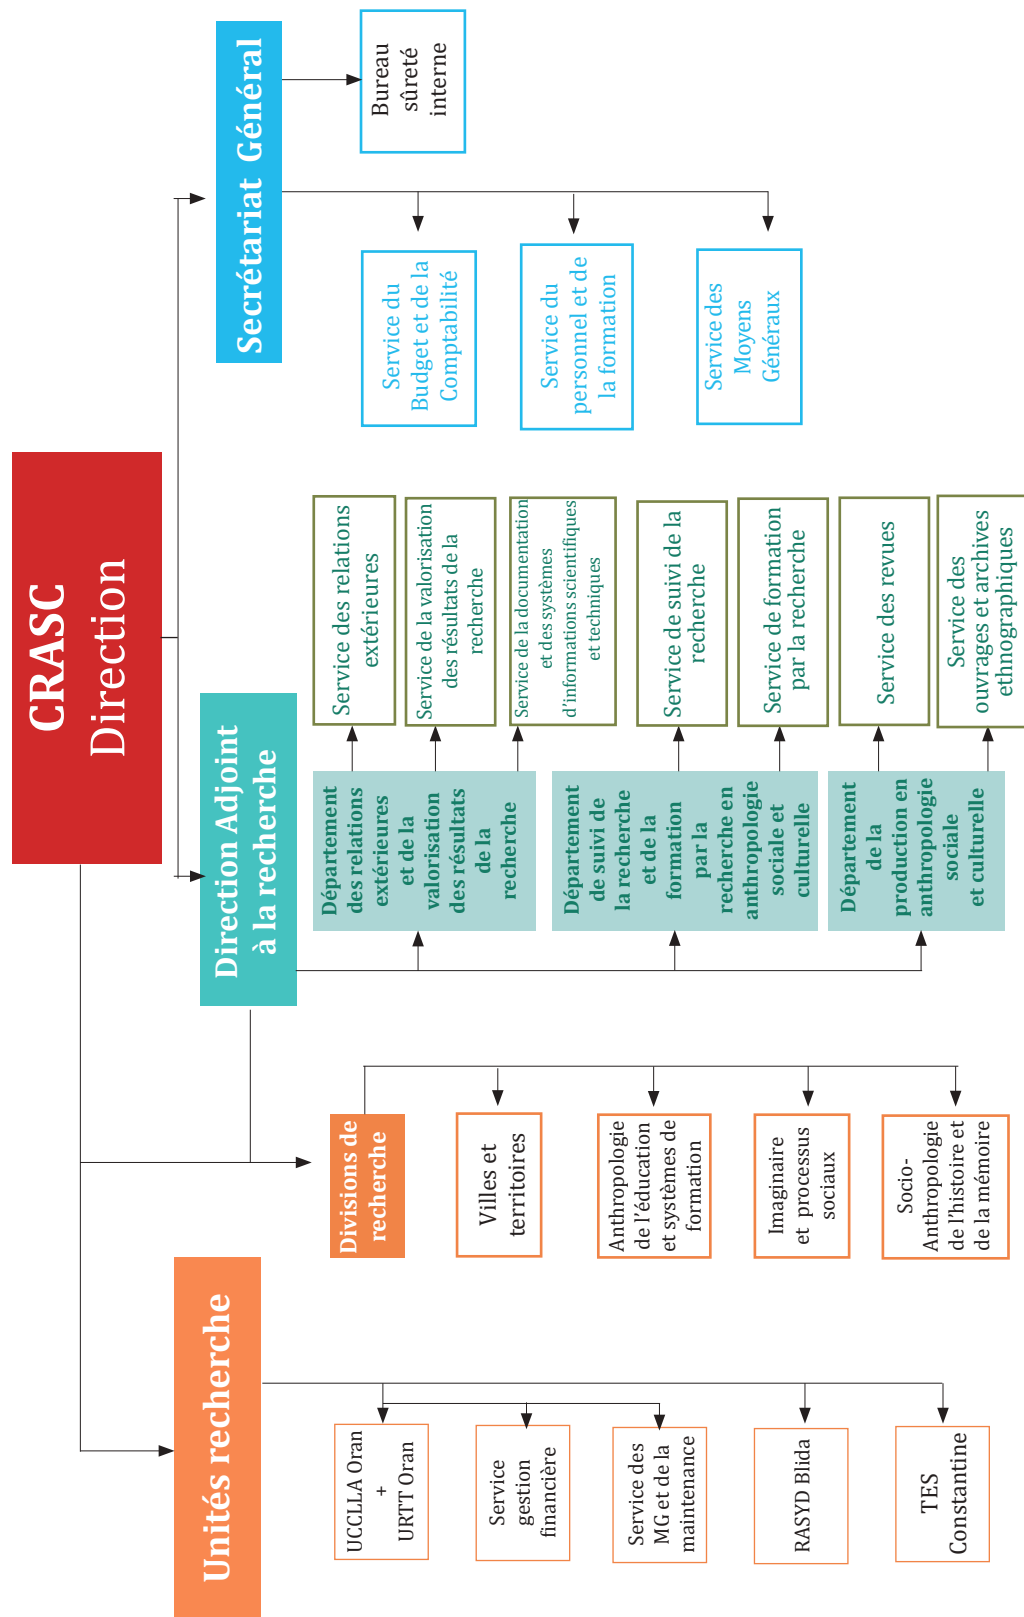 CRASC
Direction
Unités recherche
Direction Adjoint
à la recherche
Secrétariat Général
Divisions de
recherche
Bureau
sûreté
interne
UCCLLA Oran
+
URTT Oran
Service
gestion
financière
Service des
MG et de la
maintenance
RASYD Blida
TES
Constantine
Villes et
territoires
Anthropologie
de l'éducation
et systèmes de
formation
Imaginaire
et processus
sociaux
Socio-
Anthropologie
de l'histoire et
de la mémoire
Département
des relations
extérieures
et de la
valorisation
des résultats
de la
recherche
Service des relations
extérieures
Service de la valorisation
des résultats de la
recherche
Service de la documentation
et des systèmes
d'informations scientifiques
et techniques
Département
de suivi de
la recherche
et de la
formation
par la
recherche en
anthropologie
sociale et
culturelle
Service de suivi de la
recherche
Service de formation
par la recherche
Département
de la
production en
anthropologie
sociale
et culturelle
Service des revues
Service des
ouvrages et archives
ethnographiques
Service du
Budget et de la
Comptabilité
Service du
personnel et de
la formation
Service des
Moyens
Généraux